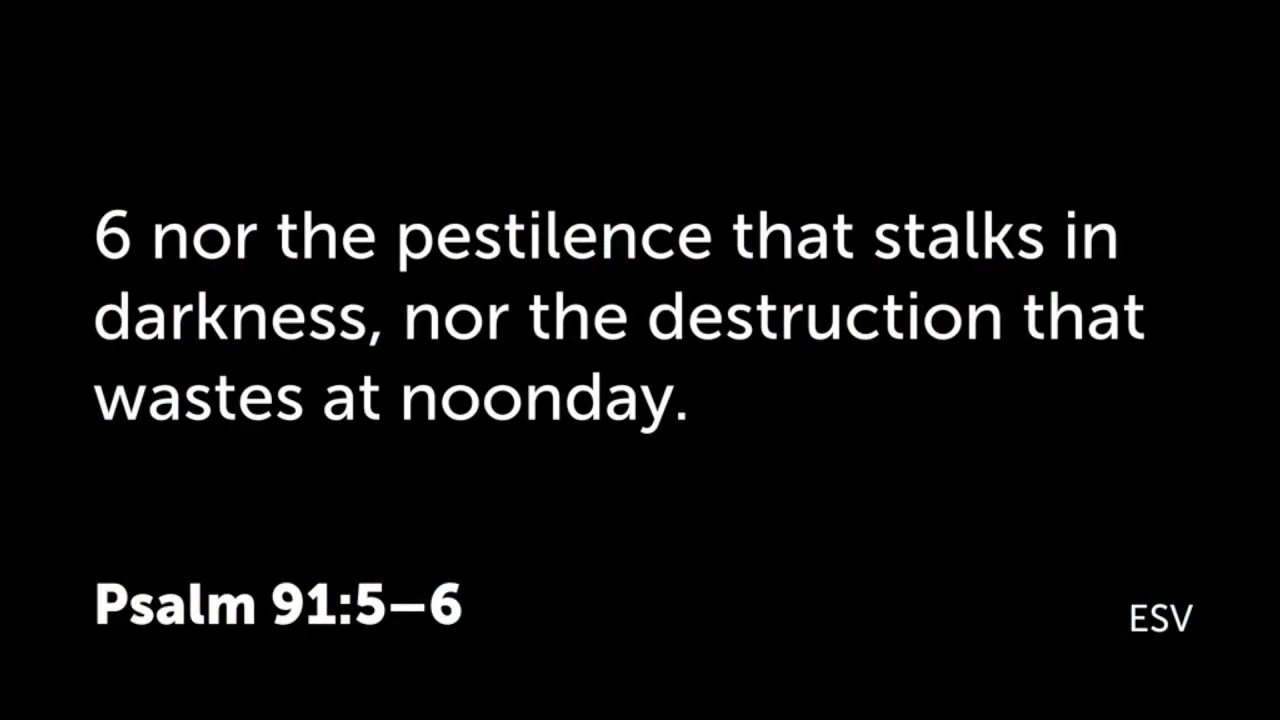 6 nor the pestilence that stalks in
darkness, nor the destruction that
wastes at noonday.
Psalm 91:5–6
ESV